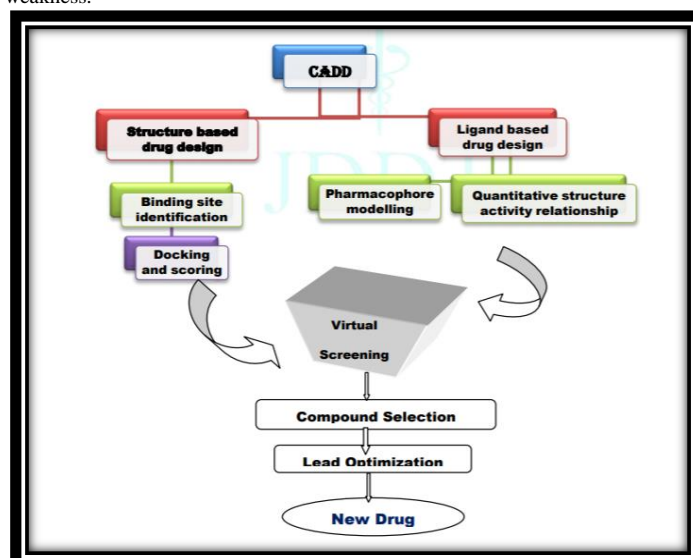 weakness.
CADD
Structure based
drug design
Ligand based
drug design
Binding site
identification
Pharmacophore
modelling
Quantitative structure
activity relationship
Docking
and scoring
Virtual
Screening
Compound Selection
Lead Optimization
New Drug